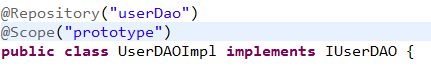 @Repository("userDao")
@Scope("prototype")
public class UserDAOImpl implements IUserDAO {